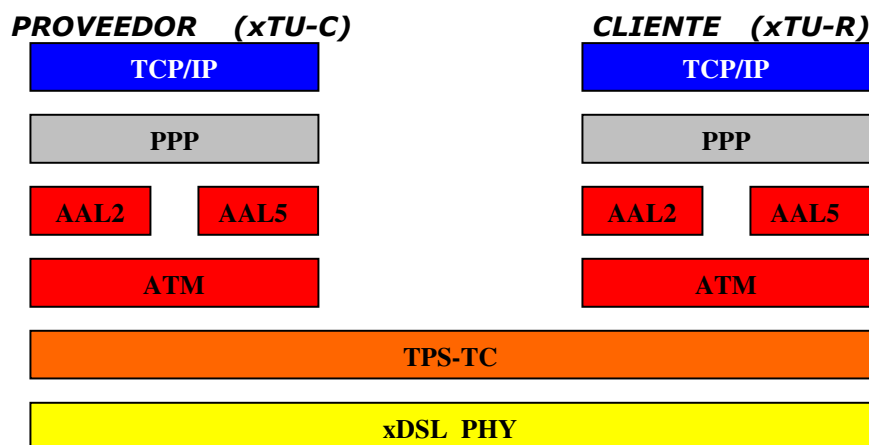 PROVEEDOR (xTU-C) CLIENTE (xTU-R)
TCP/IP TCP/IP
PPP PPP
AAL2 AAL5 AAL2 AAL5
ATM ATM
TPS-TC
xDSL PHY